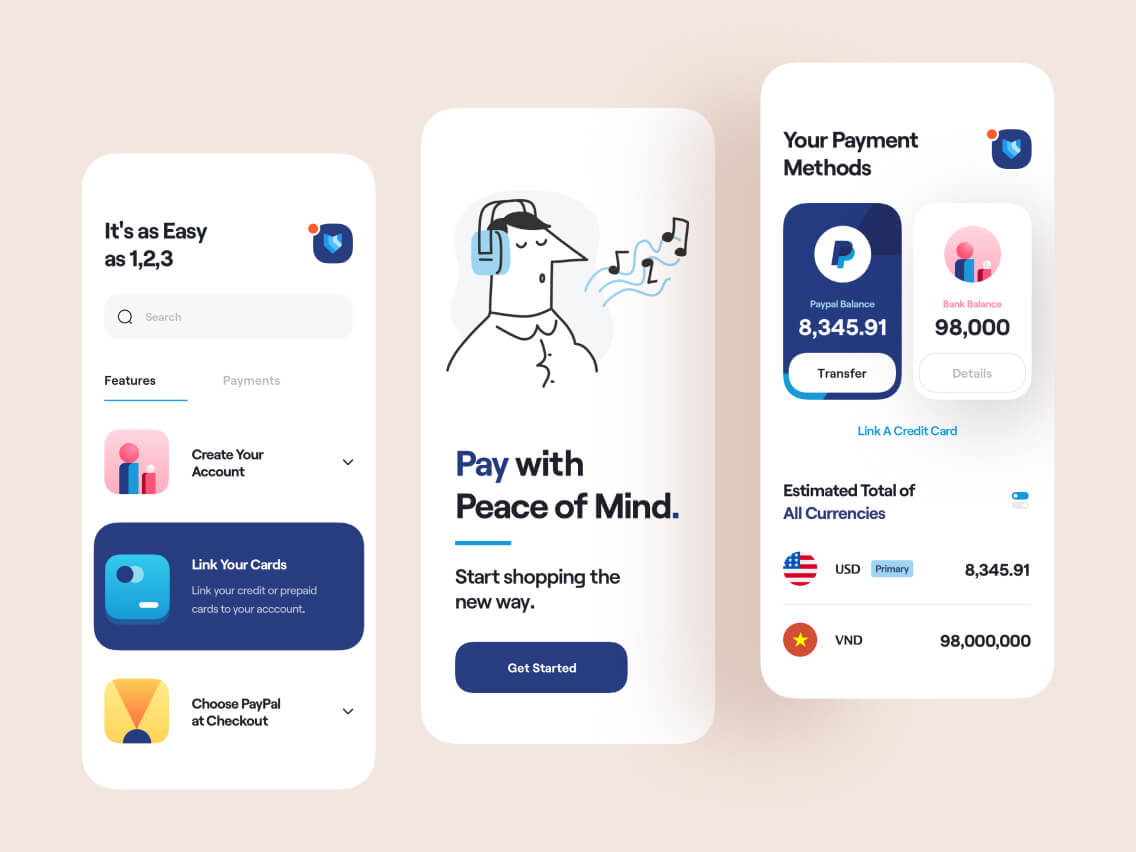 It's as Easy
as 1,2,3
Search
Features
Payments
Create Your
Account
Link Your Cards
Link your credit or prepaid
cards to your acccount.
Choose PayPal
at Checkout
Pay with
Peace of Mind.
Start shopping the
new way.
Get Started
Your Payment
Methods
Paypal Balance
8,345.91
Transfer
Bank Balance
98,000
Details
Link A Credit Card
Estimated Total of
All Currencies
USD Primary 8,345.91
VND 98,000,000